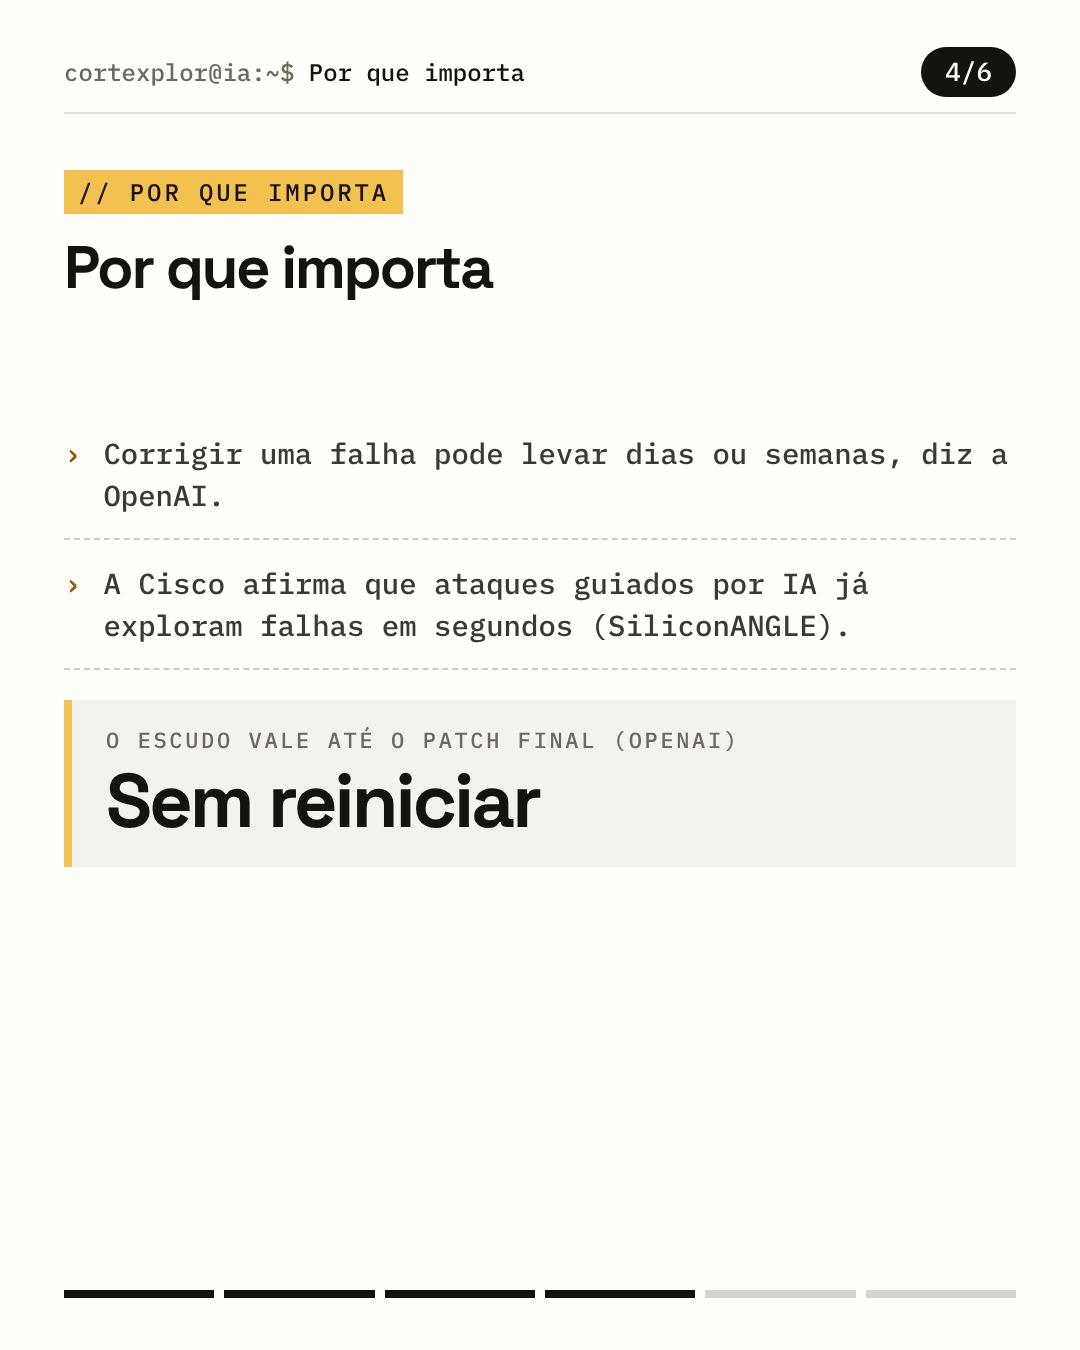 cortexplor@ia:~$ Por que importa
4/6
// POR QUE IMPORTA
Por que importa
› Corrigir uma falha pode levar dias ou semanas, diz a
OpenAI.
› A Cisco afirma que ataques guiados por IA já
exploram falhas em segundos (SiliconANGLE).
O ESCUDO VALE ATÉ O PATCH FINAL (OPENAI)
Sem reiniciar